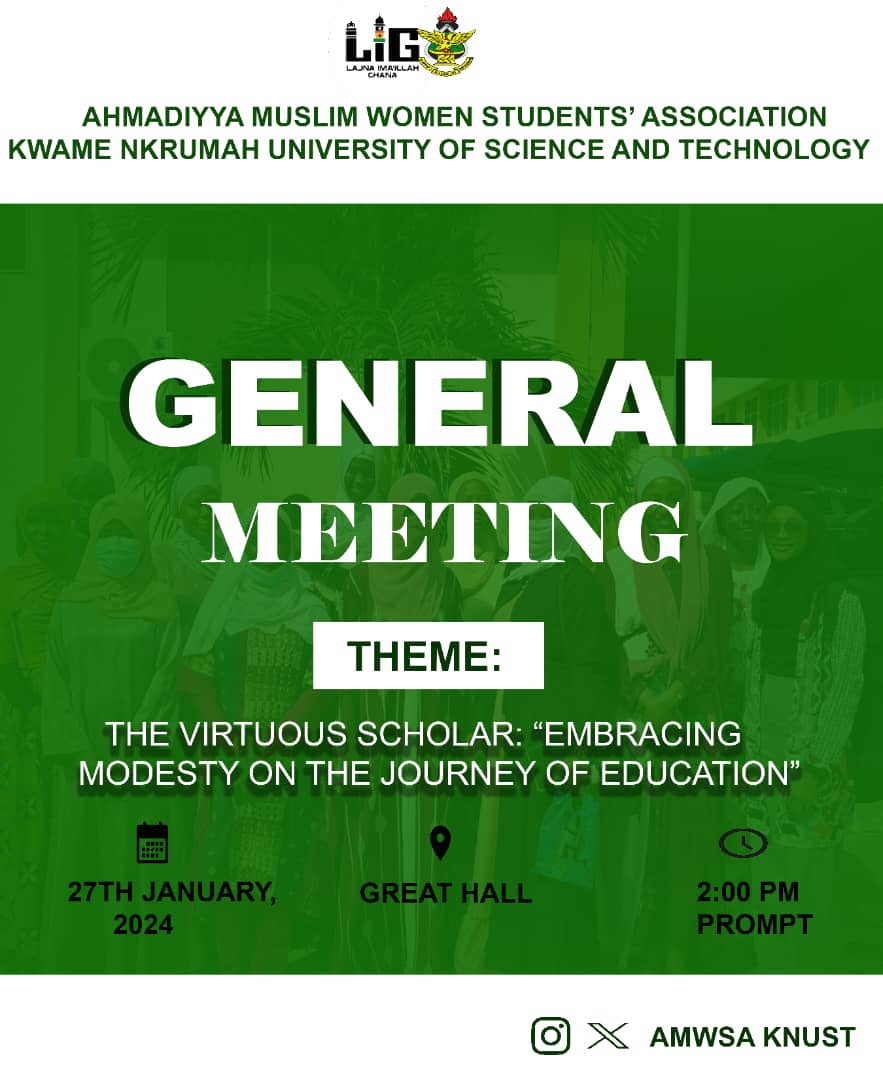 LIG
LAJNA IMA'ILLAH
GHANA
AHMADIYYA MUSLIM WOMEN STUDENTS' ASSOCIATION
KWAME NKRUMAH UNIVERSITY OF SCIENCE AND TECHNOLOGY
GENERAL
MEETING
THEME:
THE VIRTUOUS SCHOLAR: “EMBRACING
MODESTY ON THE JOURNEY OF EDUCATION”
27TH JANUARY,
2024
GREAT HALL
2:00 PM
PROMPT
AMWSA KNUST